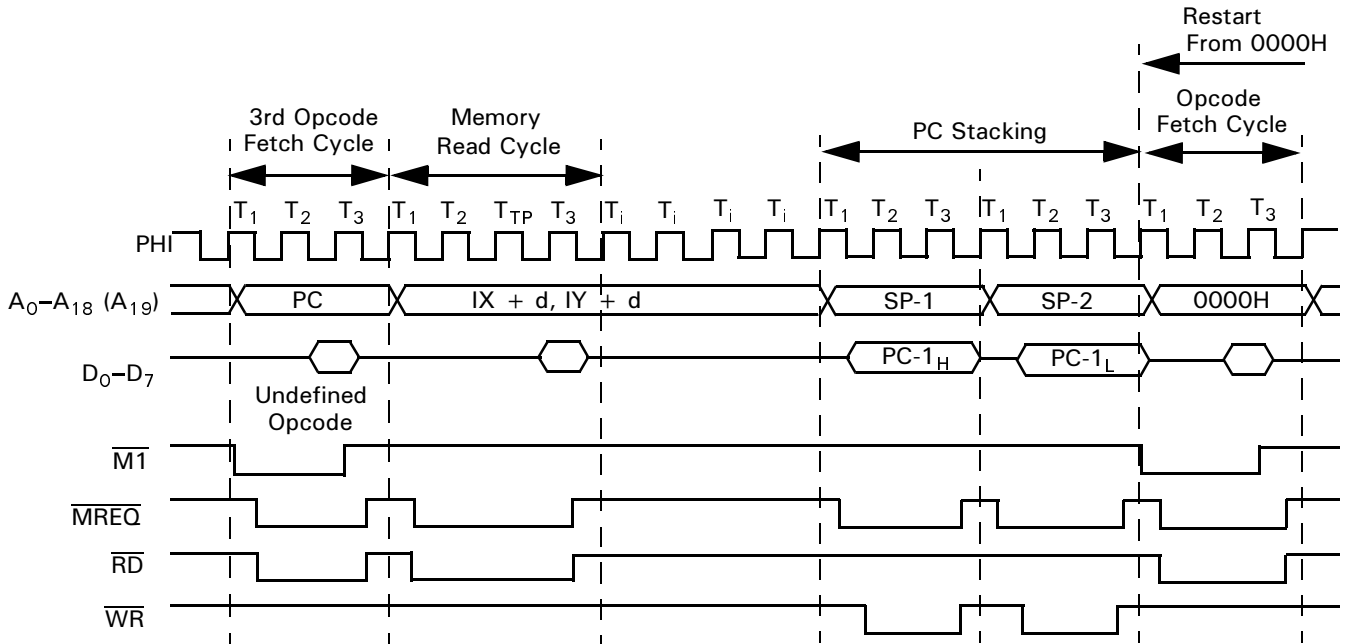 Restart
From 0000H
3rd Opcode
Fetch Cycle
Memory
Read Cycle
PC Stacking
Opcode
Fetch Cycle
T1 T2 T3 T1 T2 TTP T3 Ti Ti Ti Ti T1 T2 T3 T1 T2 T3 T1 T2 T3
PHI
A0–A18 (A19) PC IX + d, IY + d SP-1 SP-2 0000H
D0–D7 PC-1H PC-1L
Undefined
Opcode
M1
MREQ
RD
WR